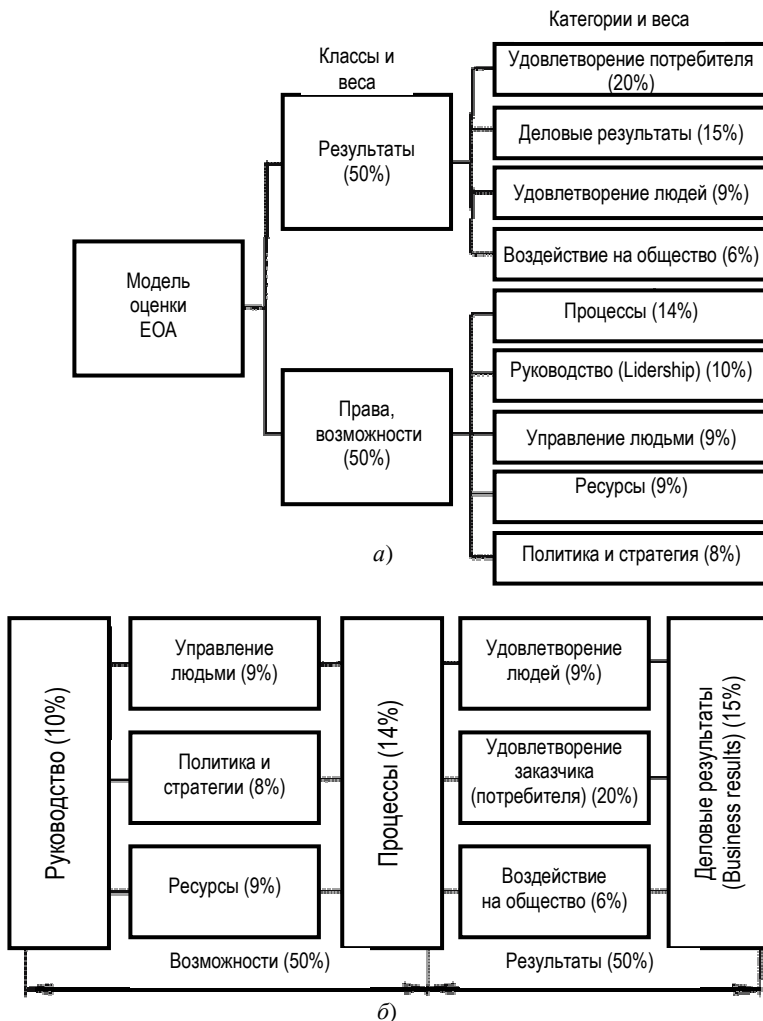 Категории и веса
Классы и
веса
Удовлетворение потребителя
(20%)
Деловые результаты (15%)
Результаты
(50%)
Удовлетворение людей (9%)
Воздействие на общество (6%)
Модель
оценки
ЕОА
Процессы (14%)
Руководство (Lidership) (10%)
Права,
возможности
(50%)
Управление людьми (9%)
Ресурсы (9%)
Политика и стратегия (8%)
а)
Руководство (10%)
Управление
людьми (9%)
Политика и
стратегии (8%)
Ресурсы (9%)
Процессы (14%)
Удовлетворение
людей (9%)
Удовлетворение
заказчика
(потребителя) (20%)
Воздействие
на общество (6%)
Деловые результаты
(Business results) (15%)
Возможности (50%)
Результаты (50%)
б)